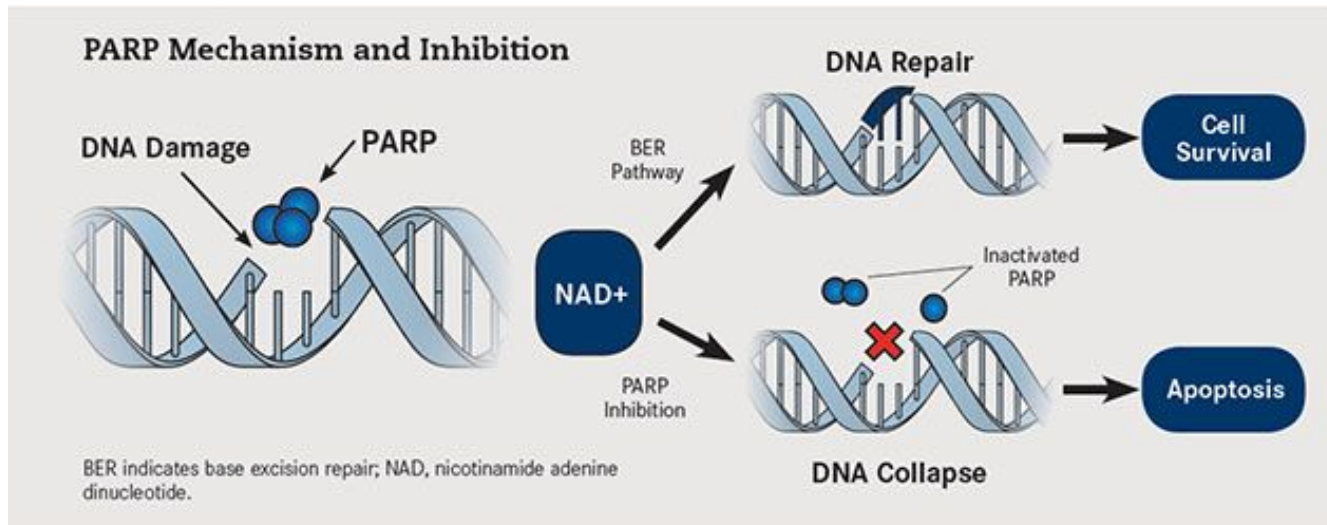 PARP Mechanism and Inhibition
DNA Damage
PARP
NAD+
BER
Pathway
DNA Repair
Cell
Survival
PARP
Inhibition
Inactivated
PARP
DNA Collapse
Apoptosis
BER indicates base excision repair; NAD, nicotinamide adenine
dinucleotide.